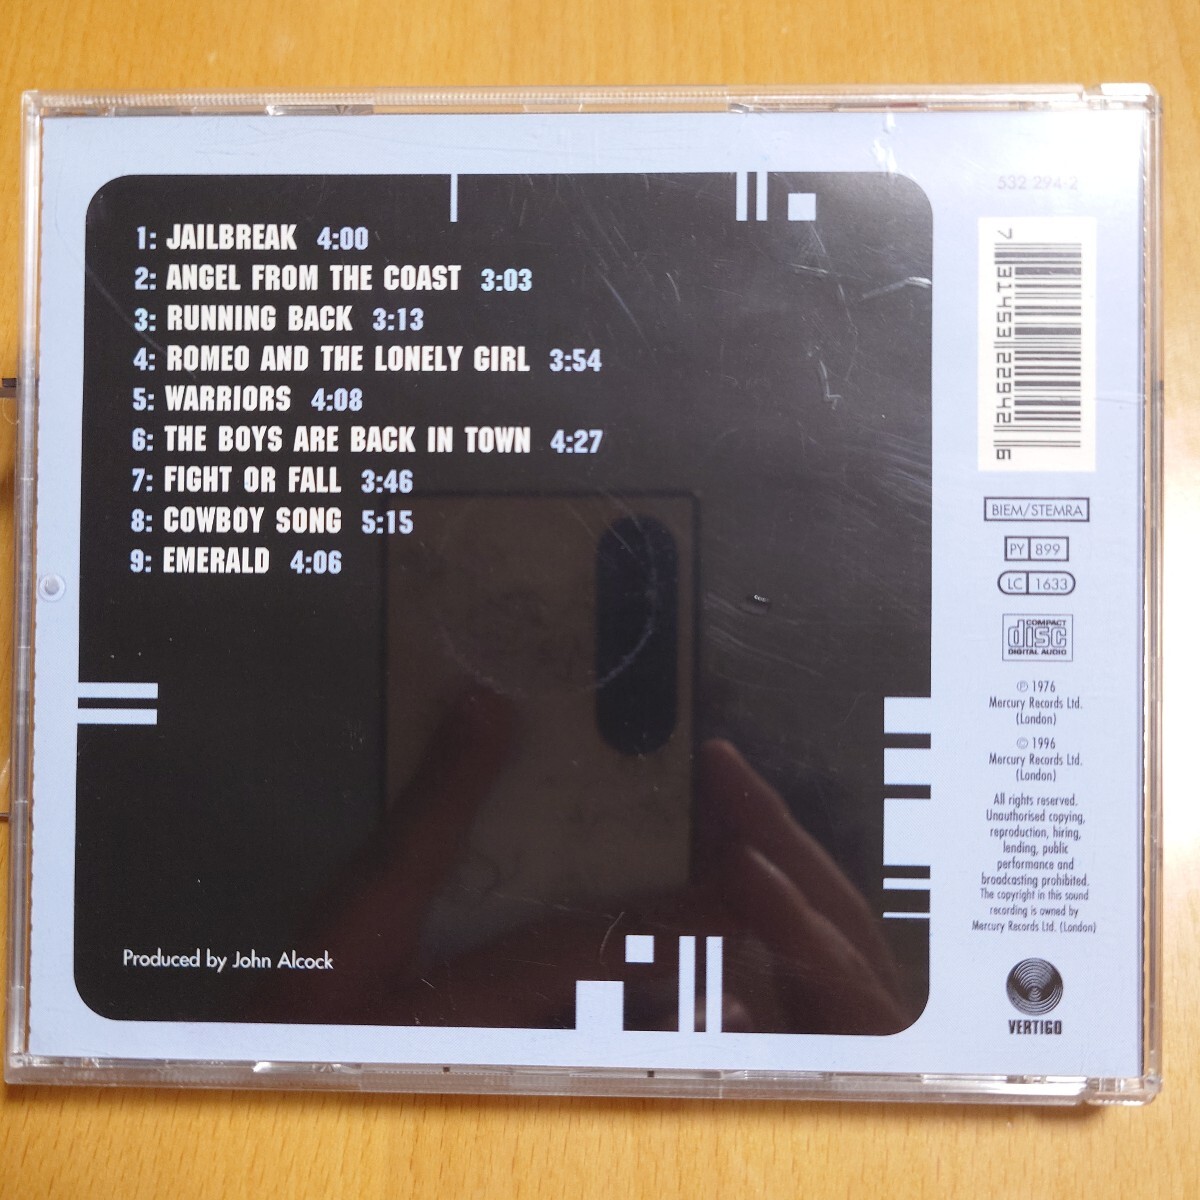 1: JAILBREAK 4:00
2: ANGEL FROM THE COAST 3:03
3: RUNNING BACK 3:13
4: ROMEO AND THE LONELY GIRL 3:54
5: WARRIORS 4:08
6: THE BOYS ARE BACK IN TOWN 4:27
7: FIGHT OR FALL 3:46
8: COWBOY SONG 5:15
9: EMERALD 4:06
Produced by John Alcock
532 294-2
7 31453 22942 6
BIEM/STEMRA
PY 899
LC 1633
COMPACT
disc
DIGITAL AUDIO
℗ 1976
Mercury Records Ltd.
(London)
© 1996
Mercury Records Ltd.
(London)
All rights reserved.
Unauthorised copying,
reproduction, hiring,
lending, public
performance and
broadcasting prohibited.
The copyright in this sound
recording is owned by
Mercury Records Ltd. (London)
VERTIGO